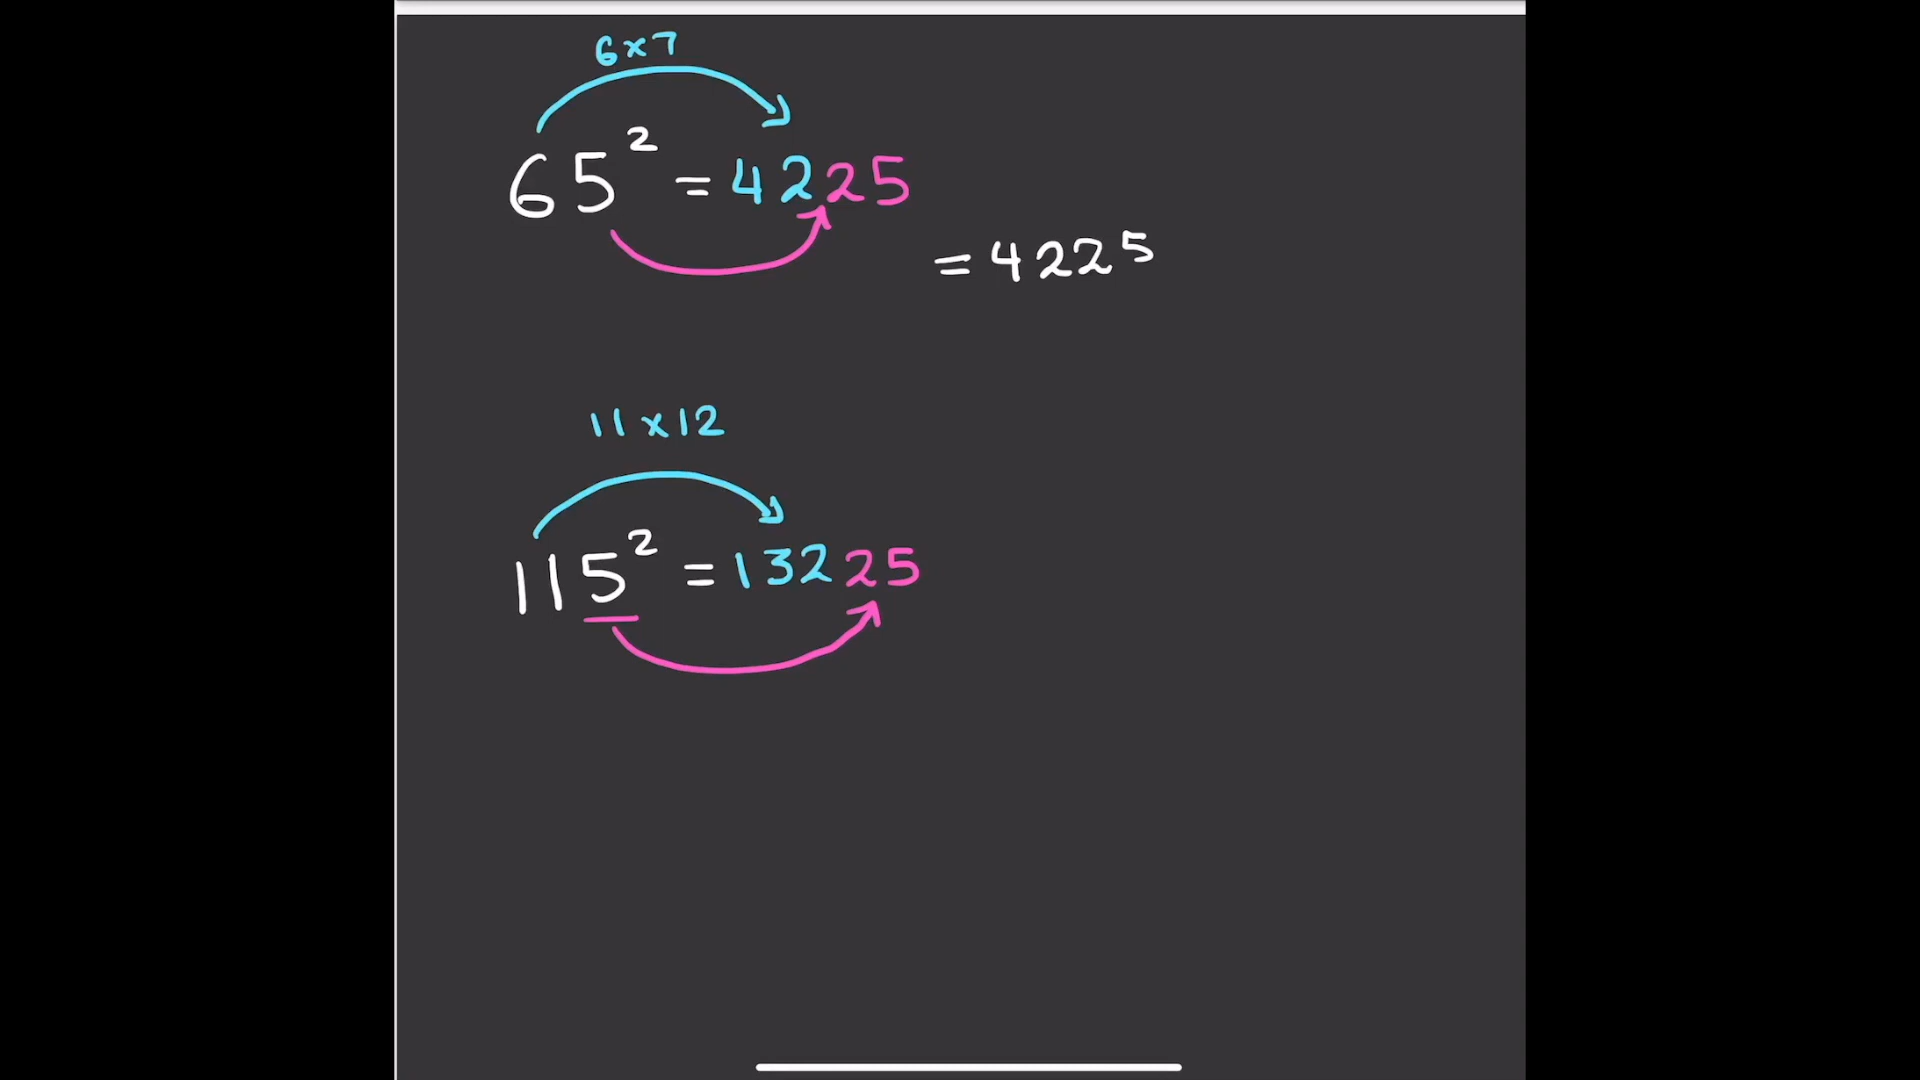 6×7
65² = 4225
= 4225
11×12
115² = 13225